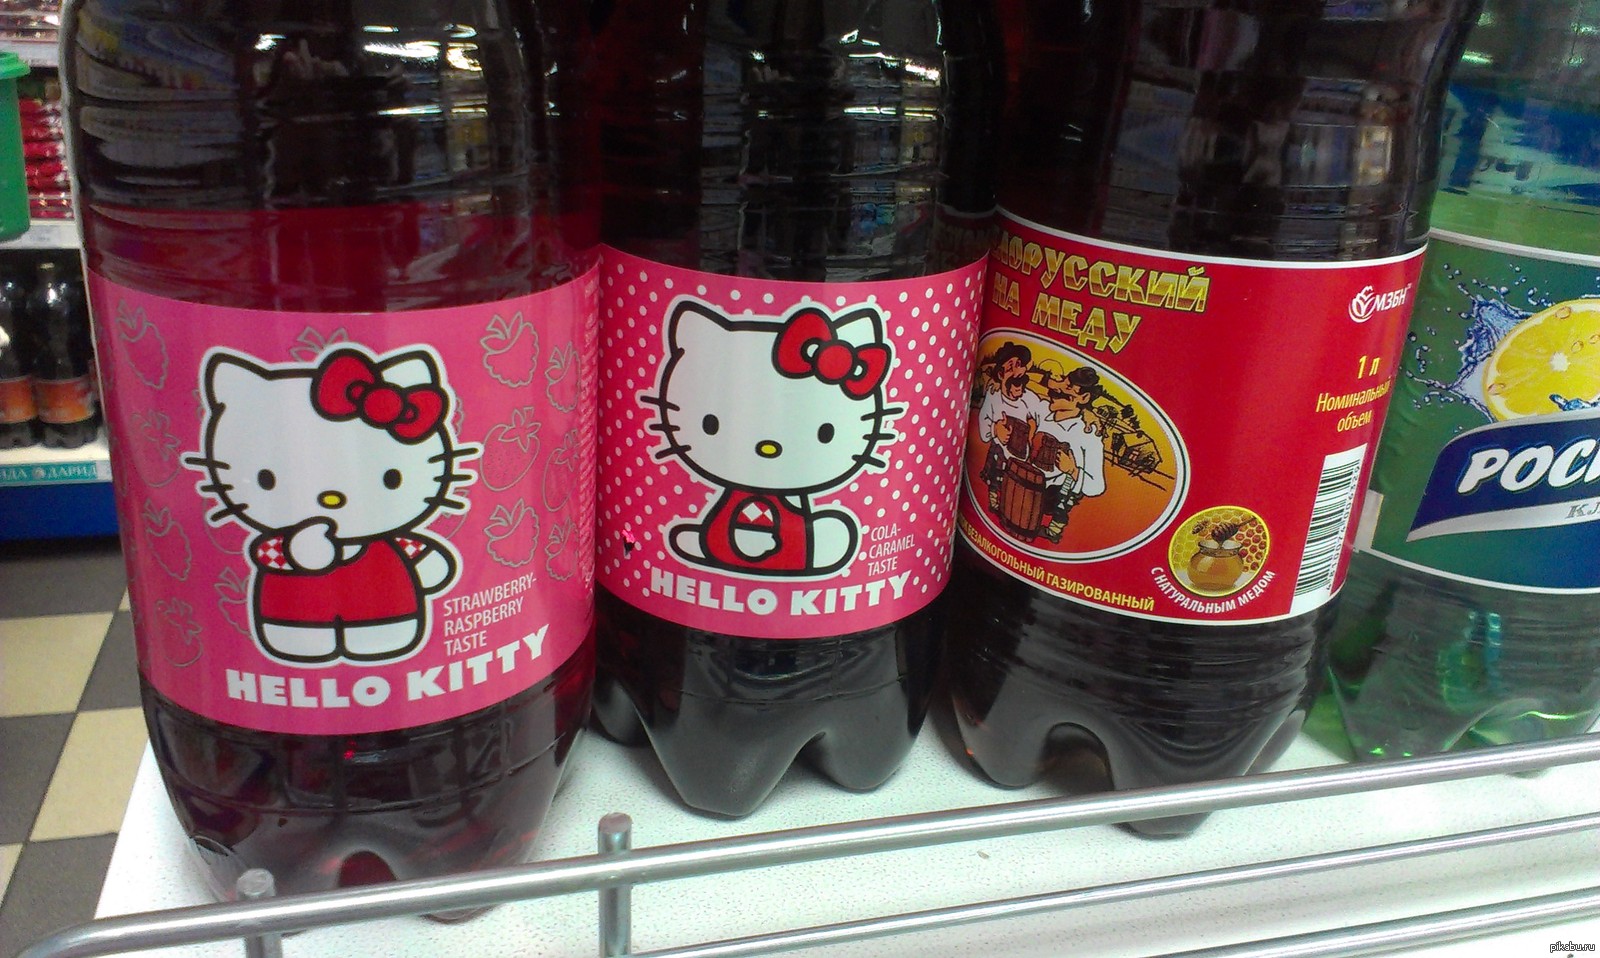 STRAWBERRY-
RASPBERRY
TASTE
HELLO KITTY
COLA-
CARAMEL
TASTE
HELLO KITTY
НА МЕДУ
БЕЗАЛКОГОЛЬНЫЙ ГАЗИРОВАННЫЙ
С НАТУРАЛЬНЫМ МЕДОМ
МЗБН
1 л
Номинальный
объем
pikabu.ru